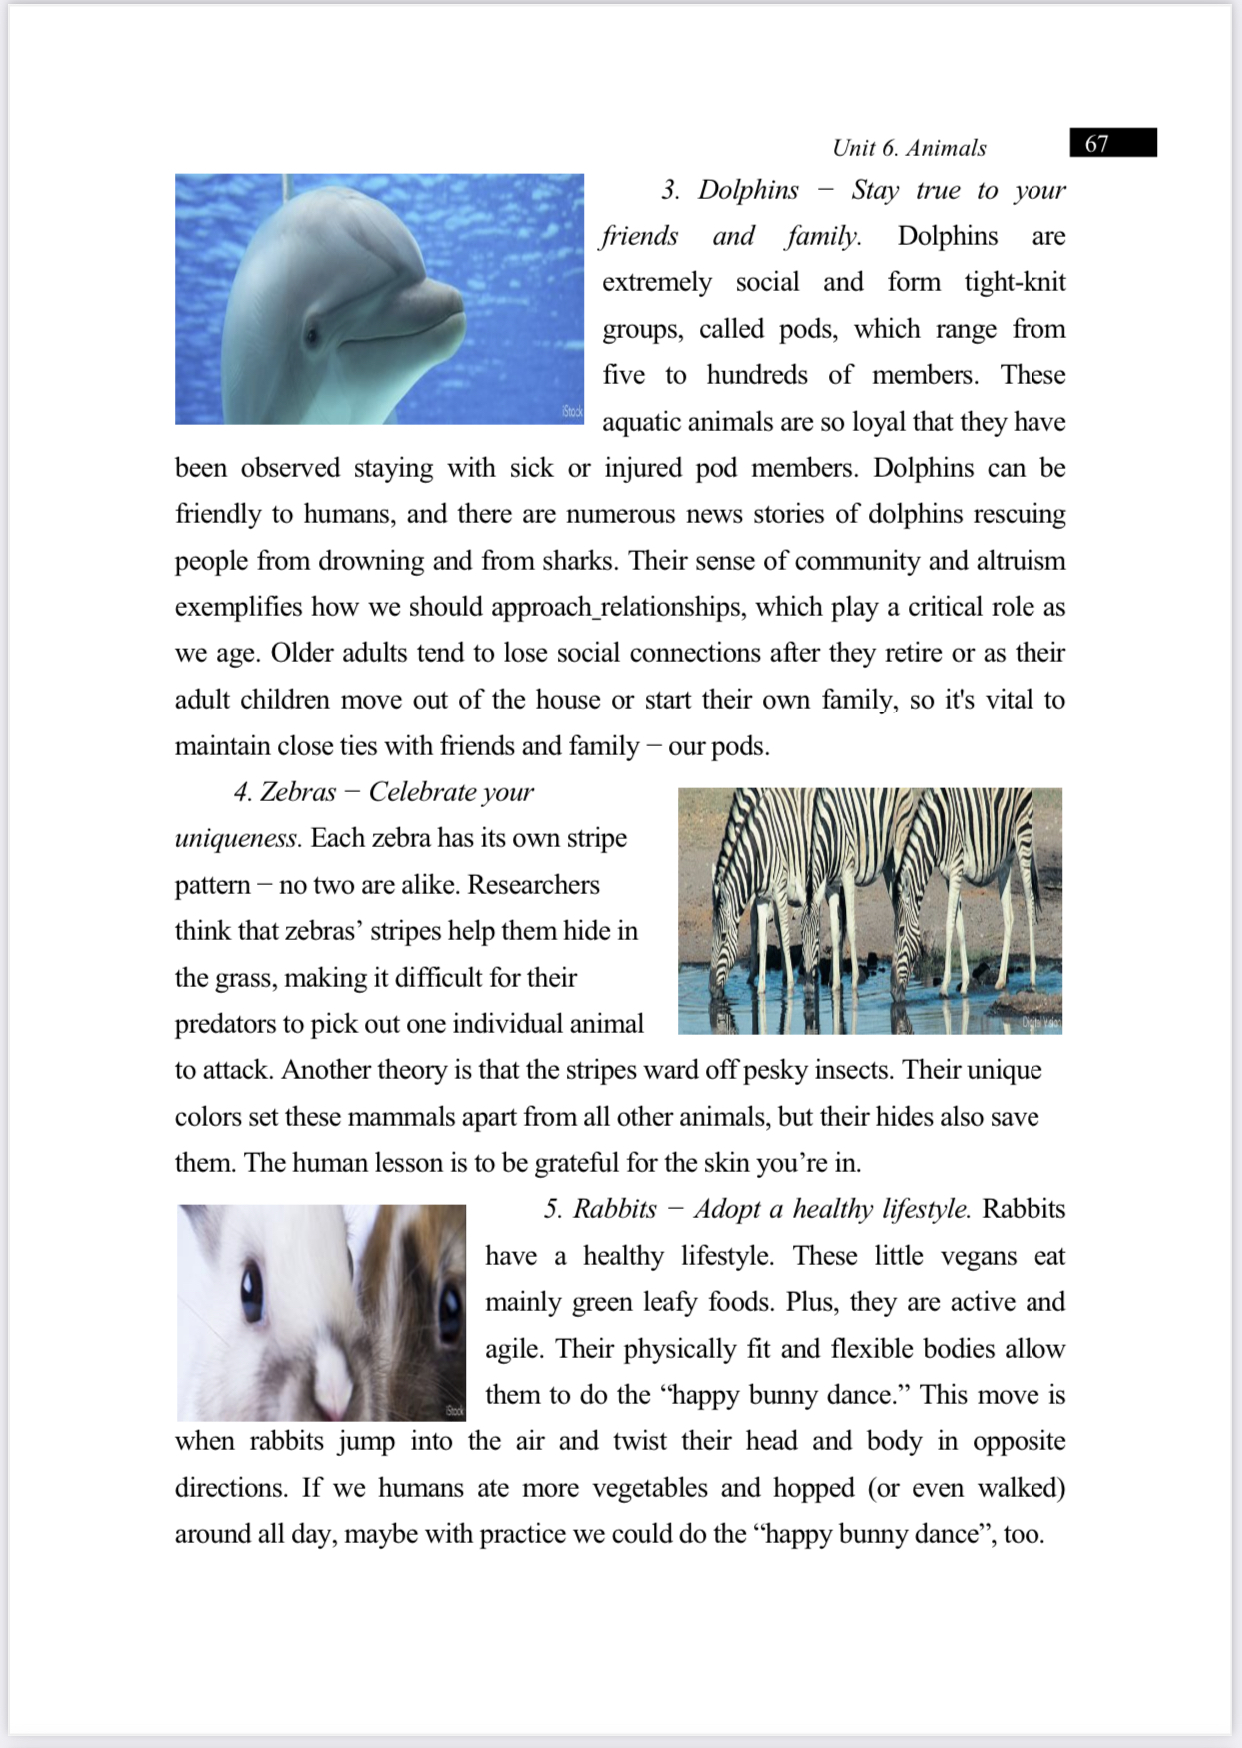 Unit 6. Animals
67
3. Dolphins − Stay true to your
friends and family. Dolphins are
extremely social and form tight-knit
groups, called pods, which range from
five to hundreds of members. These
aquatic animals are so loyal that they have
iStock
been observed staying with sick or injured pod members. Dolphins can be
friendly to humans, and there are numerous news stories of dolphins rescuing
people from drowning and from sharks. Their sense of community and altruism
exemplifies how we should approach_relationships, which play a critical role as
we age. Older adults tend to lose social connections after they retire or as their
adult children move out of the house or start their own family, so it's vital to
maintain close ties with friends and family − our pods.
4. Zebras − Celebrate your
uniqueness. Each zebra has its own stripe
pattern − no two are alike. Researchers
think that zebras’ stripes help them hide in
the grass, making it difficult for their
predators to pick out one individual animal
Digital Vision
to attack. Another theory is that the stripes ward off pesky insects. Their unique
colors set these mammals apart from all other animals, but their hides also save
them. The human lesson is to be grateful for the skin you’re in.
5. Rabbits − Adopt a healthy lifestyle. Rabbits
have a healthy lifestyle. These little vegans eat
mainly green leafy foods. Plus, they are active and
agile. Their physically fit and flexible bodies allow
them to do the “happy bunny dance.” This move is
iStock
when rabbits jump into the air and twist their head and body in opposite
directions. If we humans ate more vegetables and hopped (or even walked)
around all day, maybe with practice we could do the “happy bunny dance”, too.